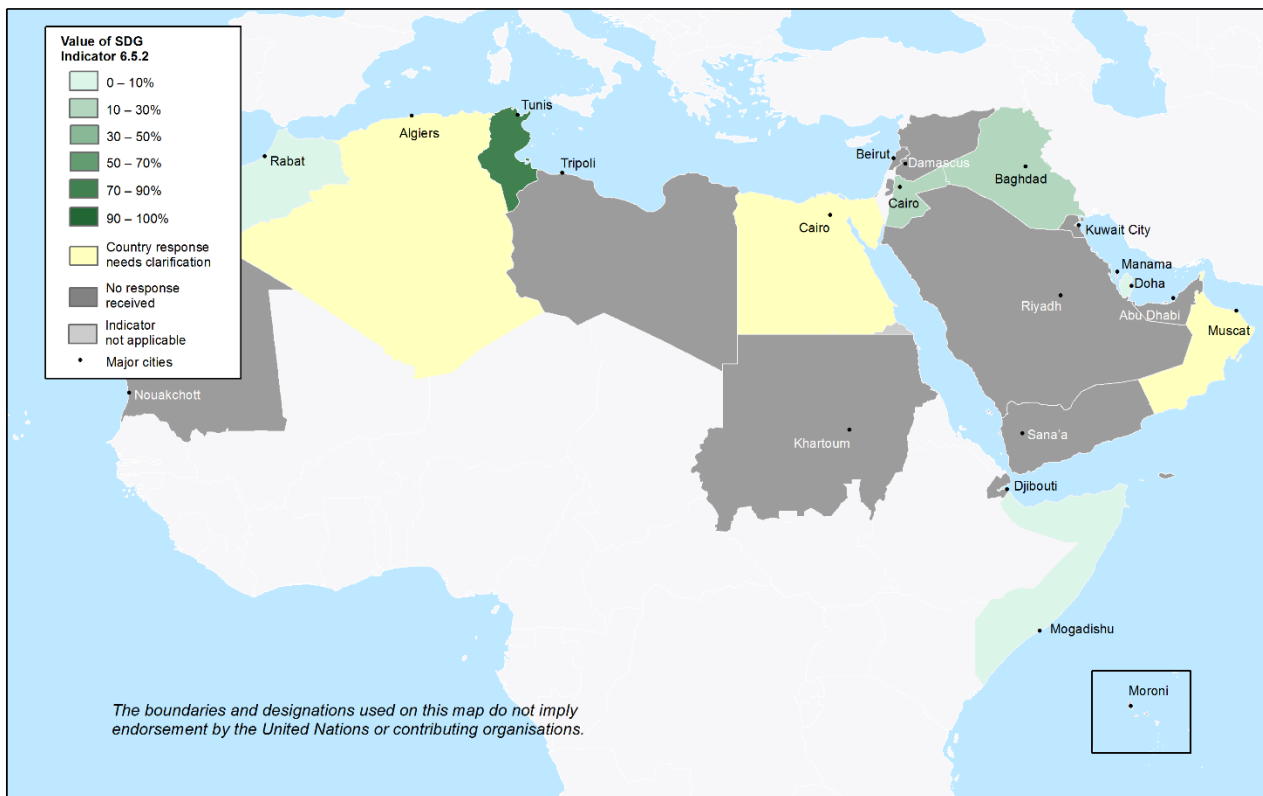 Value of SDG
Indicator 6.5.2
0 – 10%
10 – 30%
30 – 50%
50 – 70%
70 – 90%
90 – 100%
Country response
needs clarification
No response
received
Indicator
not applicable
Major cities
Tunis
Algiers
Rabat
Tripoli
Beirut
Damascus
Baghdad
Cairo
Cairo
Kuwait City
Manama
Doha
Riyadh
Abu Dhabi
Muscat
Nouakchott
Khartoum
Sana'a
Djibouti
Mogadishu
Moroni
The boundaries and designations used on this map do not imply
endorsement by the United Nations or contributing organisations.